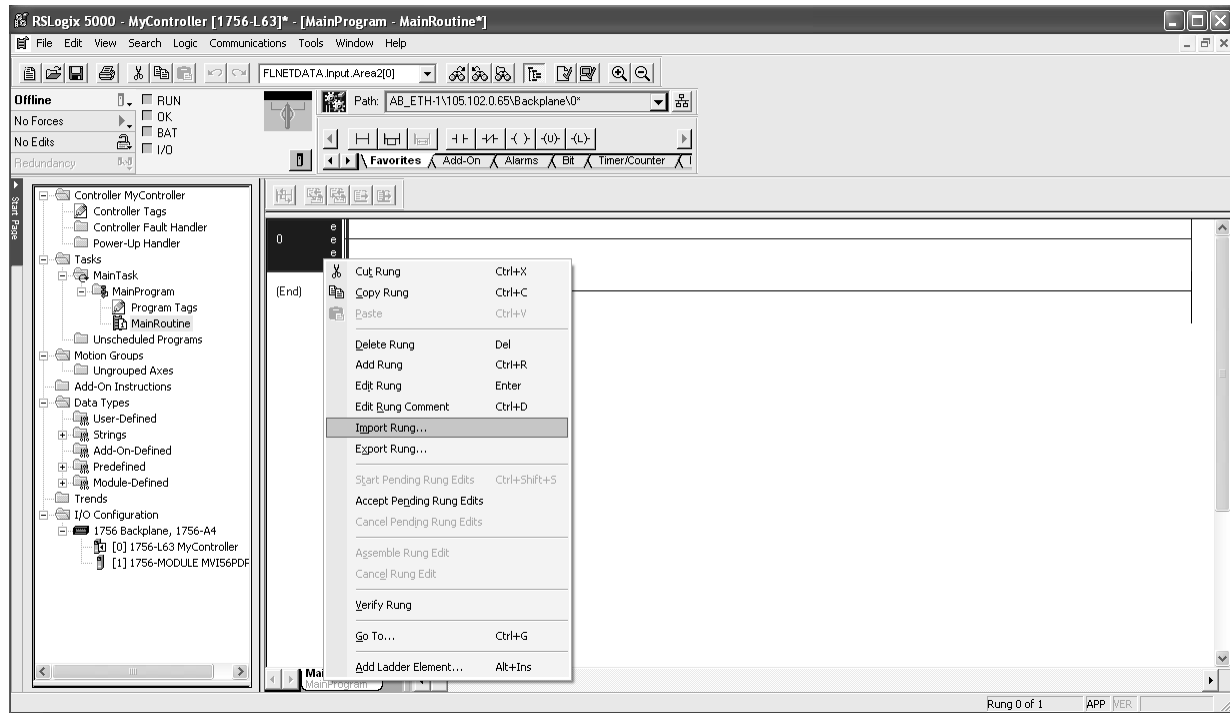 RSLogix 5000 - MyController [1756-L63]* - [MainProgram - MainRoutine*]
File Edit View Search Logic Communications Tools Window Help
FLNETDATA.Input.Area2[0]
Offline
RUN
No Forces
OK
No Edits
BAT
Redundancy
I/O
Path: AB_ETH-1\105.102.0.65\Backplane\0*
Favorites Add-On Alarms Bit Timer/Counter
Start Page
Controller MyController
Controller Tags
Controller Fault Handler
Power-Up Handler
Tasks
MainTask
MainProgram
Program Tags
MainRoutine
Unscheduled Programs
Motion Groups
Ungrouped Axes
Add-On Instructions
Data Types
User-Defined
Strings
Add-On-Defined
Predefined
Module-Defined
Trends
I/O Configuration
1756 Backplane, 1756-A4
[0] 1756-L63 MyController
[1] 1756-MODULE MVI56PDF
0
e
e
e
(End)
Cut Rung Ctrl+X
Copy Rung Ctrl+C
Paste Ctrl+V
Delete Rung Del
Add Rung Ctrl+R
Edit Rung Enter
Edit Rung Comment Ctrl+D
Import Rung...
Export Rung...
Start Pending Rung Edits Ctrl+Shift+S
Accept Pending Rung Edits
Cancel Pending Rung Edits
Assemble Rung Edit
Cancel Rung Edit
Verify Rung
Go To... Ctrl+G
Add Ladder Element... Alt+Ins
MainProgram
Rung 0 of 1 APP VER